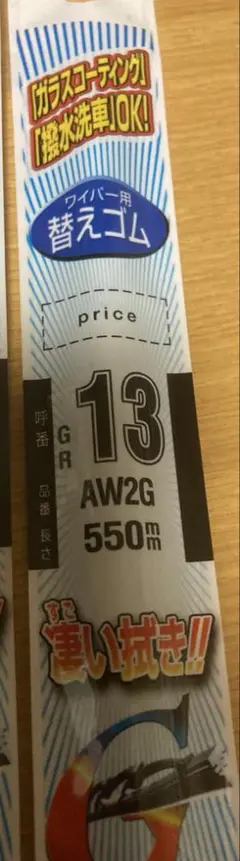 「ガラスコーティング」
「撥水洗車」OK!
ワイパー用
替えゴム
price
呼番 GR 13
品番 AW2G
長さ 550mm
すご
凄い拭き!!
G